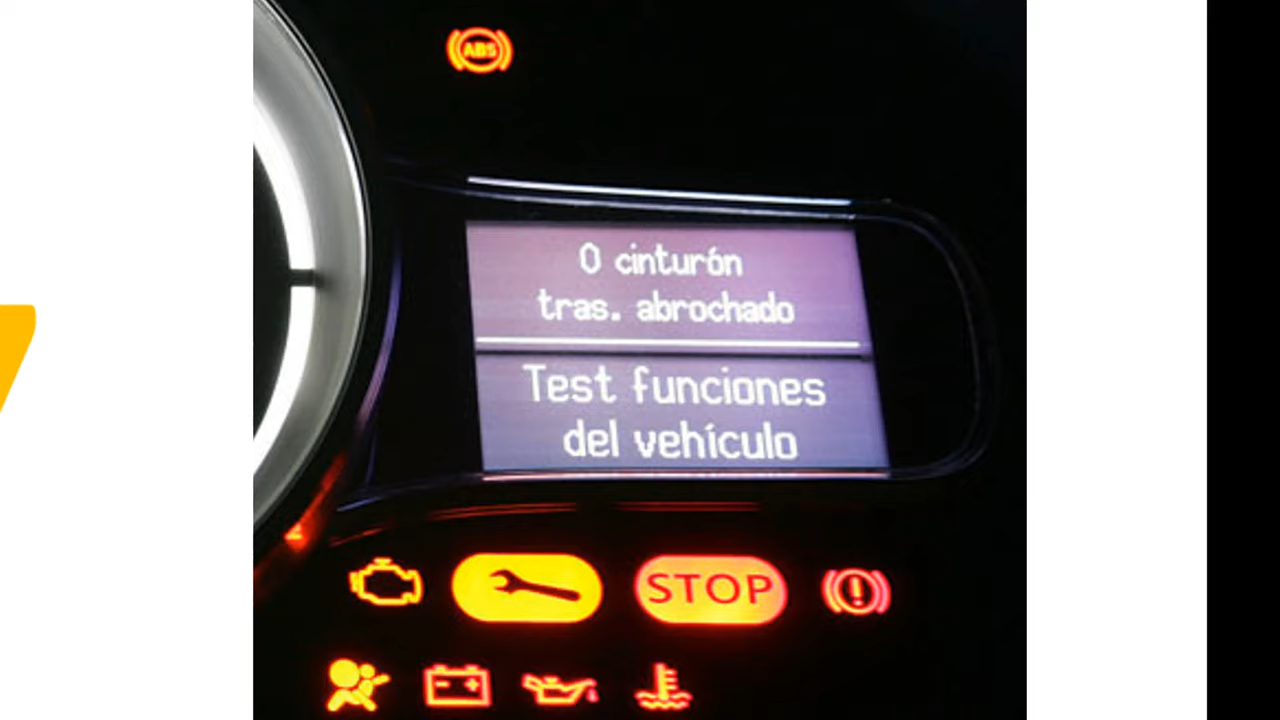 ABS
0 cinturón
tras. abrochado
Test funciones
del vehículo
STOP